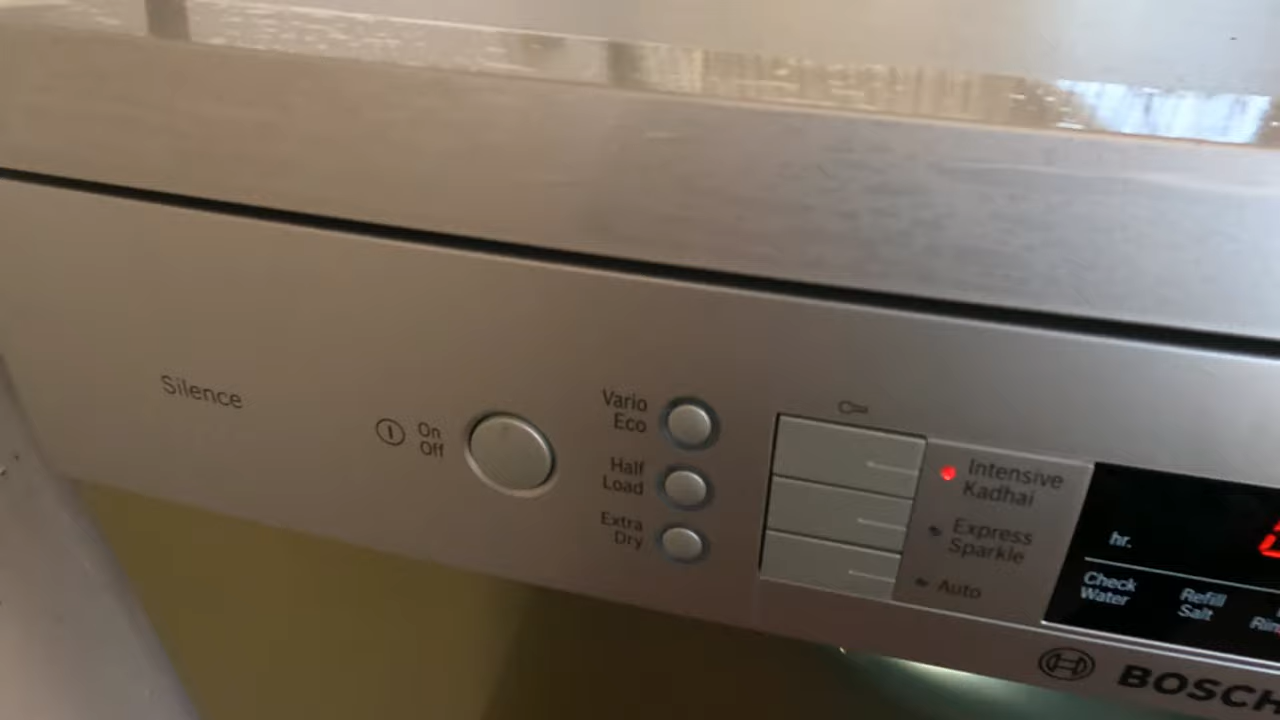 Silence
On
Off
Vario
Eco
Half
Load
Extra
Dry
Intensive
Kadhai
Express
Sparkle
Auto
hr.
Check
Water
Refill
Salt
BOSCH